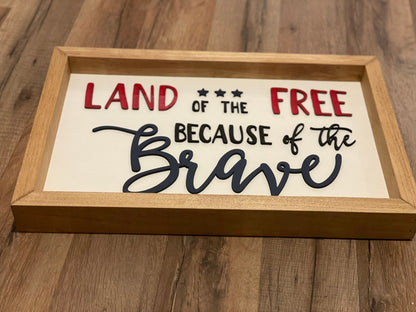 LAND OF THE FREE
BECAUSE of the
Brave